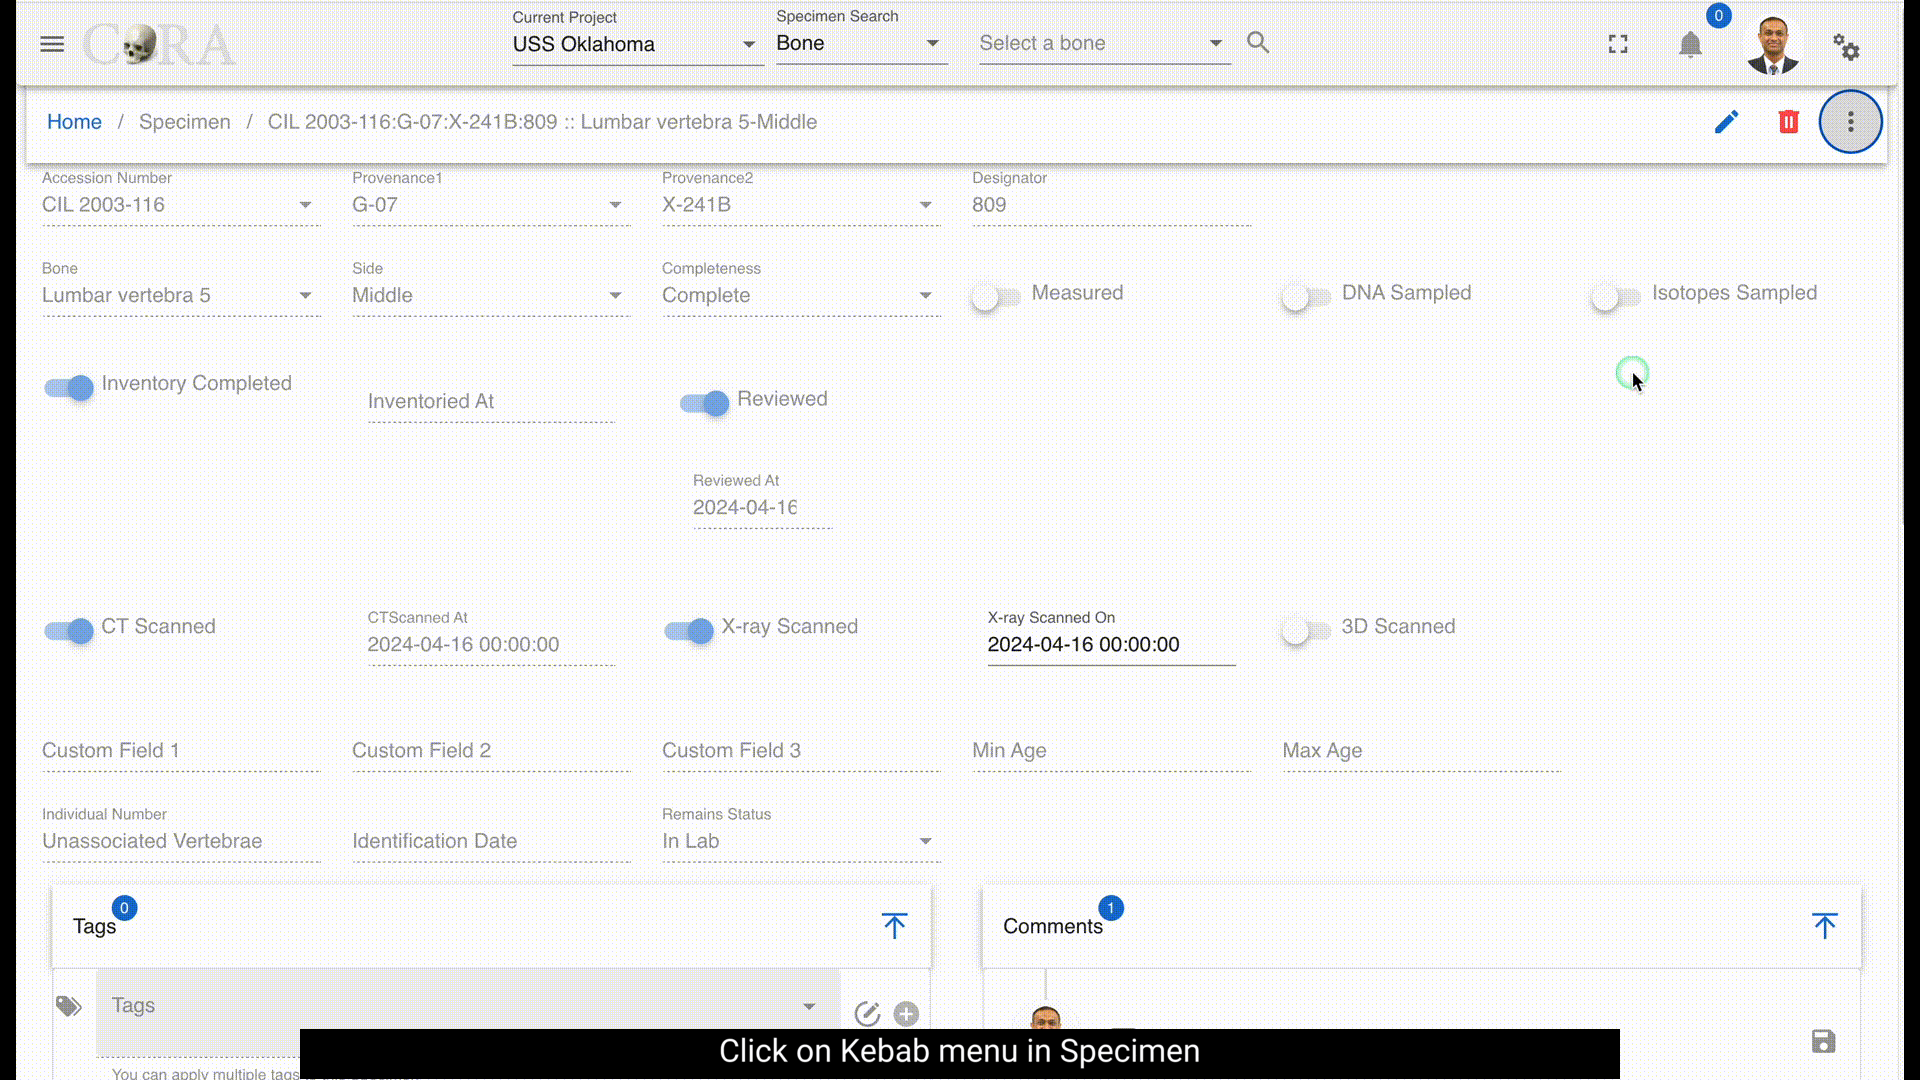 CORA
Current Project
USS Oklahoma
Specimen Search
Bone
Select a bone
0
Home / Specimen / CIL 2003-116:G-07:X-241B:809 :: Lumbar vertebra 5-Middle
Accession Number
CIL 2003-116
Provenance1
G-07
Provenance2
X-241B
Designator
809
Bone
Lumbar vertebra 5
Side
Middle
Completeness
Complete
Measured
DNA Sampled
Isotopes Sampled
Inventory Completed
Inventoried At
Reviewed
Reviewed At
2024-04-16
CT Scanned
CTScanned At
2024-04-16 00:00:00
X-ray Scanned
X-ray Scanned On
2024-04-16 00:00:00
3D Scanned
Custom Field 1
Custom Field 2
Custom Field 3
Min Age
Max Age
Individual Number
Unassociated Vertebrae
Identification Date
Remains Status
In Lab
Tags
0
Comments
1
Tags
You can apply multiple tags
Click on Kebab menu in Specimen